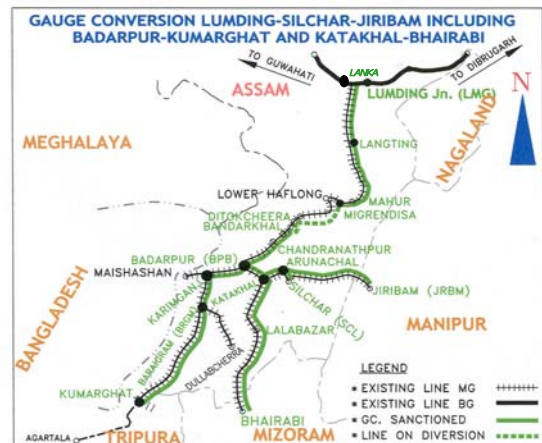 GAUGE CONVERSION LUMDING-SILCHAR-JIRIBAM INCLUDING
BADARPUR-KUMARGHAT AND KATAKHAL-BHAIRABI
TO GUWAHATI
TO DIBRUGARH
LANKA
ASSAM
LUMDING Jn. (LMG)
N
NAGALAND
MEGHALAYA
LANGTING
LOWER HAFLONG
MAHUR
MIGRENDISA
DITOKCHEERA
BANDARKHAL
CHANDRANATHPUR
BADARPUR (BPB)
ARUNACHAL
MAISHASHAN
KARIMGANJ
KATAKHAL
SILCHAR (SCL)
JIRIBAM (JRBM)
BANGLADESH
BARAIGRAM (BRGM)
LALABAZAR
MANIPUR
DULLABCHERRA
KUMARGHAT
BHAIRABI
AGARTALA
TRIPURA
MIZORAM
LEGEND
* EXISTING LINE MG
* EXISTING LINE BG
* GC. SANCTIONED
* LINE ON DIVERSION